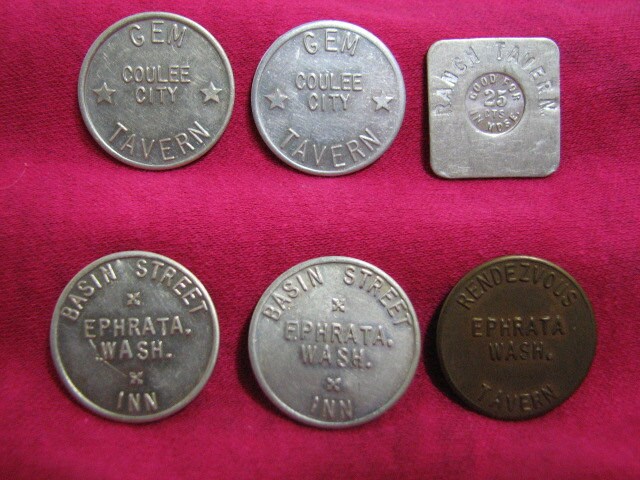 GEM
COULEE
CITY
TAVERN
GEM
COULEE
CITY
TAVERN
RANCH TAVERN
GOOD FOR
25
CTS.
IN MDSE.
BASIN STREET
EPHRATA.
WASH.
INN
BASIN STREET
EPHRATA.
WASH.
INN
RENDEZVOUS
EPHRATA
WASH.
TAVERN